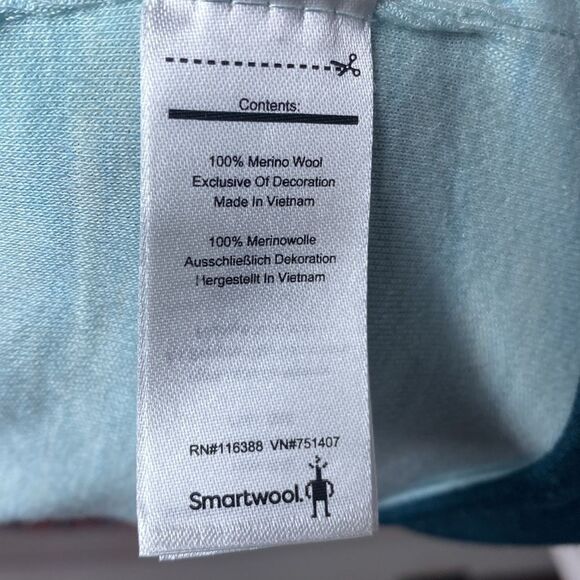 Contents:
100% Merino Wool
Exclusive Of Decoration
Made In Vietnam
100% Merinowolle
Ausschließlich Dekoration
Hergestellt In Vietnam
RN#116388 VN#751407
Smartwool.